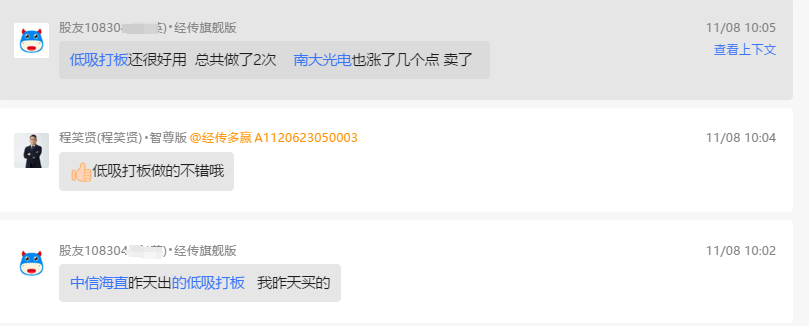 股友10830 )•经传旗舰版 11/08 10:05
低吸打板还很好用 总共做了2次 南大光电也涨了几个点 卖了 查看上下文
程笑贤(程笑贤)•智尊版 @经传多赢 A1120623050003 11/08 10:04
低吸打板做的不错哦
股友10830 )•经传旗舰版 11/08 10:02
中信海直昨天出的低吸打板 我昨天买的